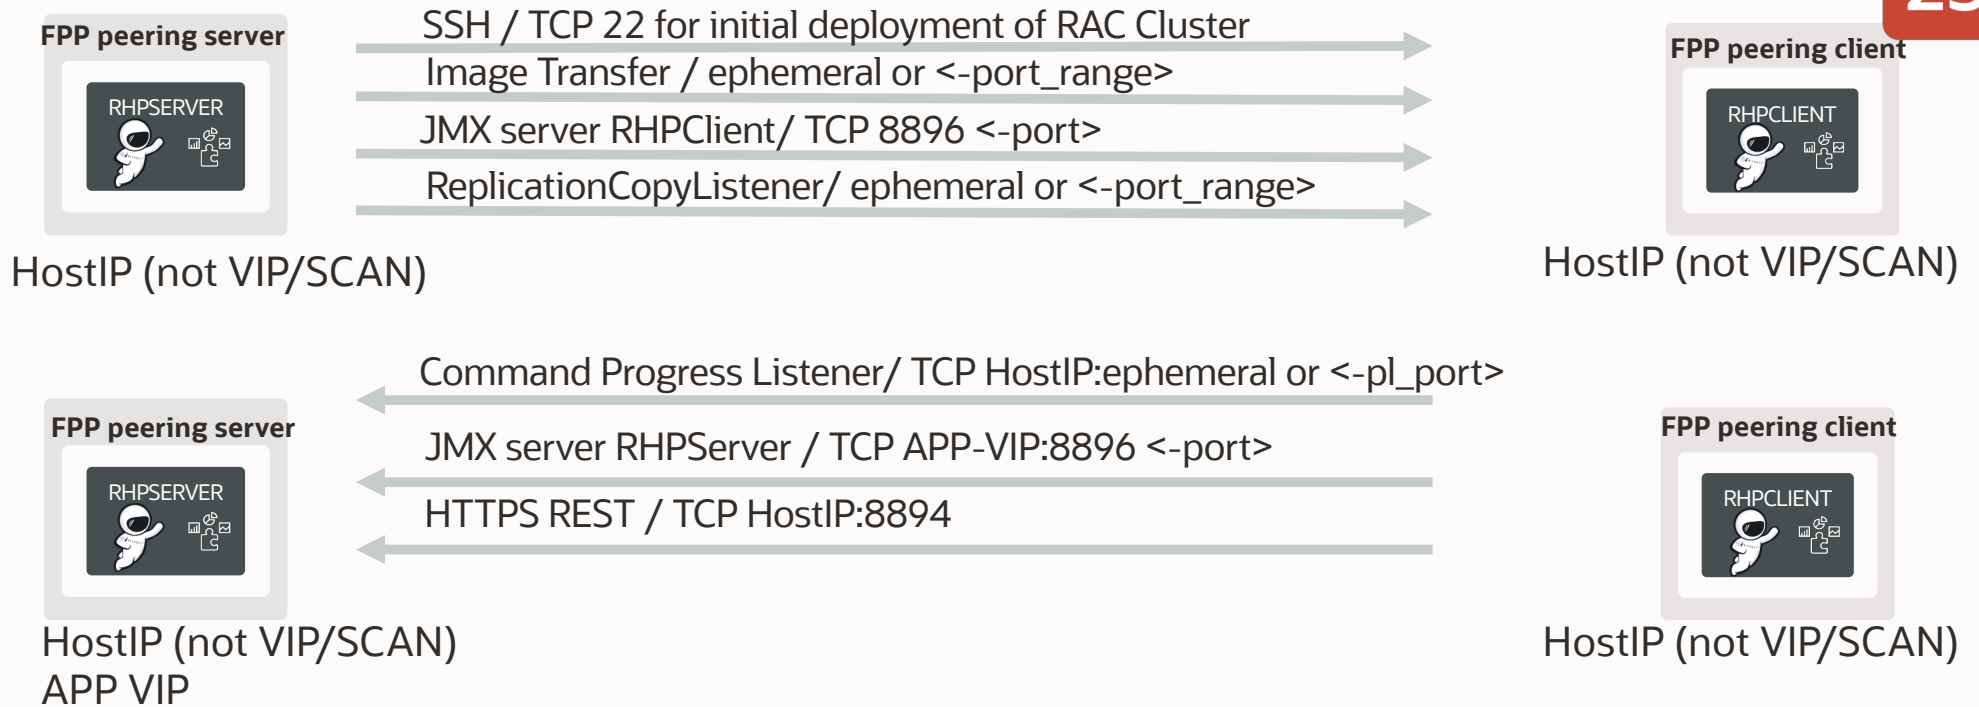 FPP peering server
RHPSERVER
SSH / TCP 22 for initial deployment of RAC Cluster
Image Transfer / ephemeral or <-port_range>
JMX server RHPClient/ TCP 8896 <-port>
ReplicationCopyListener/ ephemeral or <-port_range>
FPP peering client
RHPCLIENT
HostIP (not VIP/SCAN)
HostIP (not VIP/SCAN)
Command Progress Listener/ TCP HostIP:ephemeral or <-pl_port>
JMX server RHPServer / TCP APP-VIP:8896 <-port>
HTTPS REST / TCP HostIP:8894
FPP peering server
RHPSERVER
FPP peering client
RHPCLIENT
HostIP (not VIP/SCAN)
APP VIP
HostIP (not VIP/SCAN)